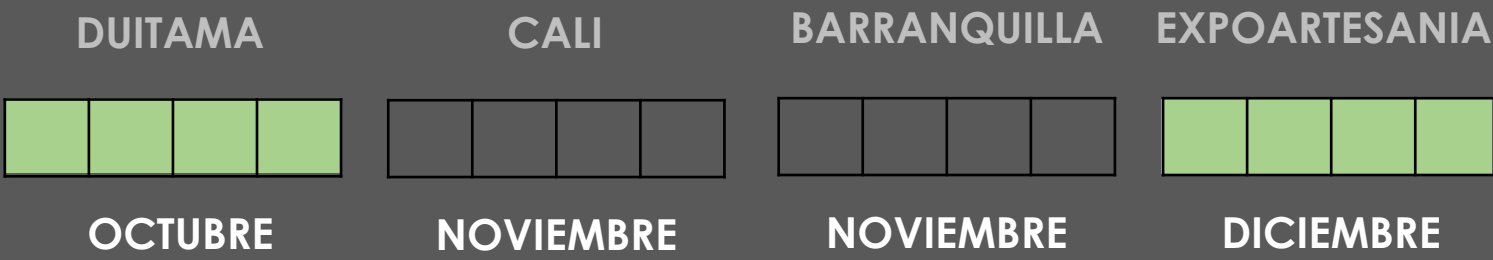 DUITAMA CALI BARRANQUILLA EXPOARTESANIA
OCTUBRE NOVIEMBRE NOVIEMBRE DICIEMBRE